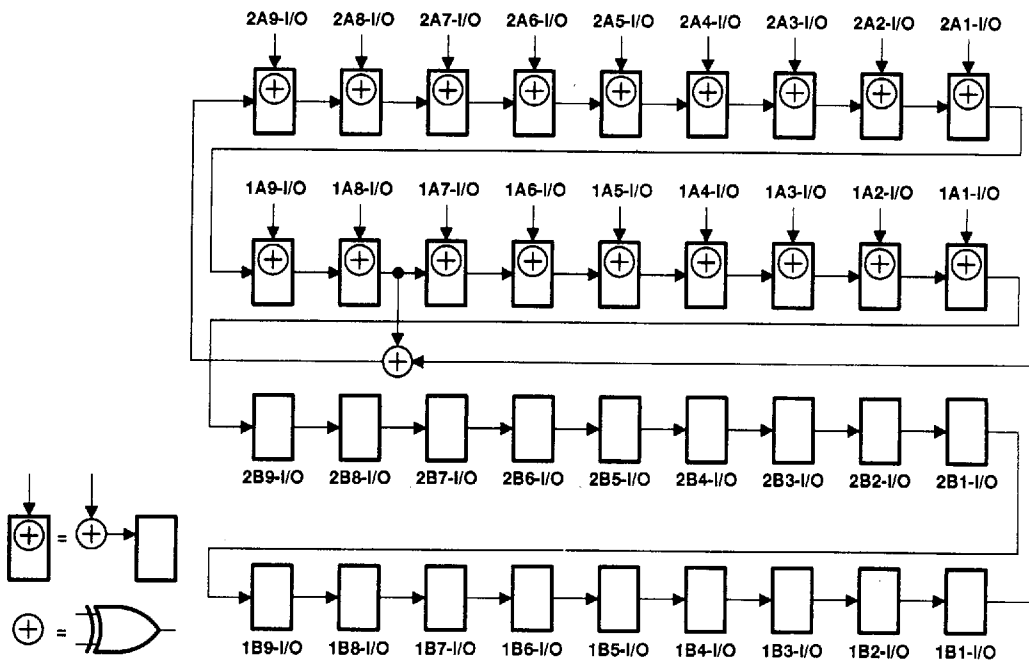 2A9-I/O 2A8-I/O 2A7-I/O 2A6-I/O 2A5-I/O 2A4-I/O 2A3-I/O 2A2-I/O 2A1-I/O
1A9-I/O 1A8-I/O 1A7-I/O 1A6-I/O 1A5-I/O 1A4-I/O 1A3-I/O 1A2-I/O 1A1-I/O
2B9-I/O 2B8-I/O 2B7-I/O 2B6-I/O 2B5-I/O 2B4-I/O 2B3-I/O 2B2-I/O 2B1-I/O
=
=
1B9-I/O 1B8-I/O 1B7-I/O 1B6-I/O 1B5-I/O 1B4-I/O 1B3-I/O 1B2-I/O 1B1-I/O